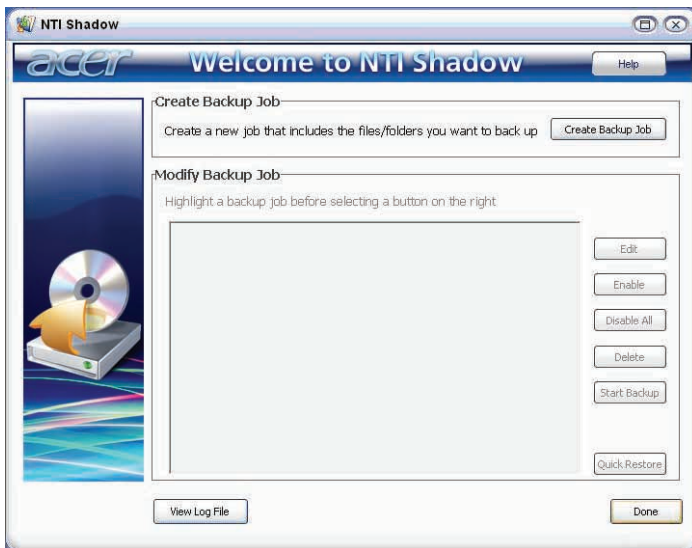 NTI Shadow
acer Welcome to NTI Shadow Help
Create Backup Job
Create a new job that includes the files/folders you want to back up Create Backup Job
Modify Backup Job
Highlight a backup job before selecting a button on the right
Edit
Enable
Disable All
Delete
Start Backup
Quick Restore
View Log File Done